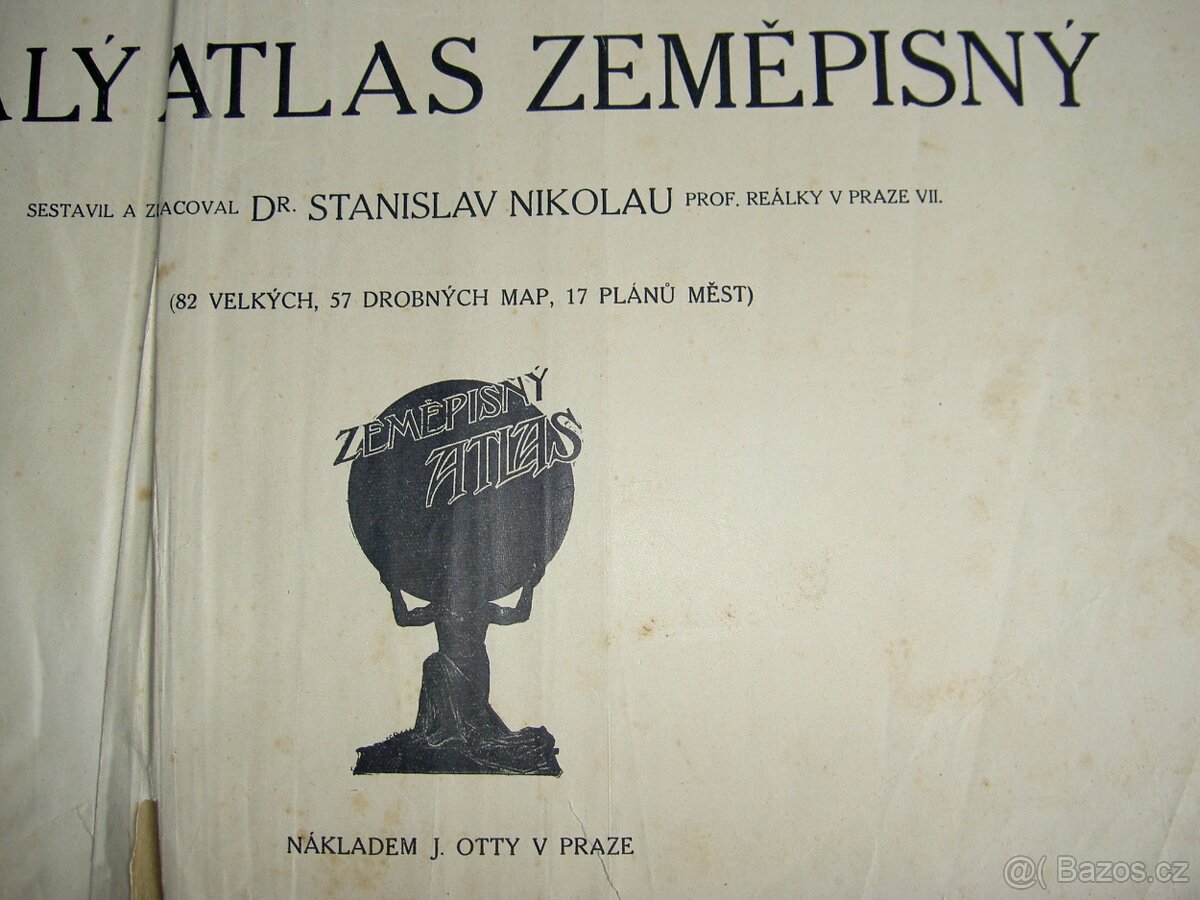 ALÝ ATLAS ZEMĚPISNÝ
SESTAVIL A ACOVAL DR. STANISLAV NIKOLAU PROF. REÁLKY V PRAZE VII.
(82 VELKÝCH, 57 DROBNÝCH MAP, 17 PLÁNŮ MĚST)
ZEMĚPISNÝ
ATLAS
NÁKLADEM J. OTTY V PRAZE
@( Bazos.cz